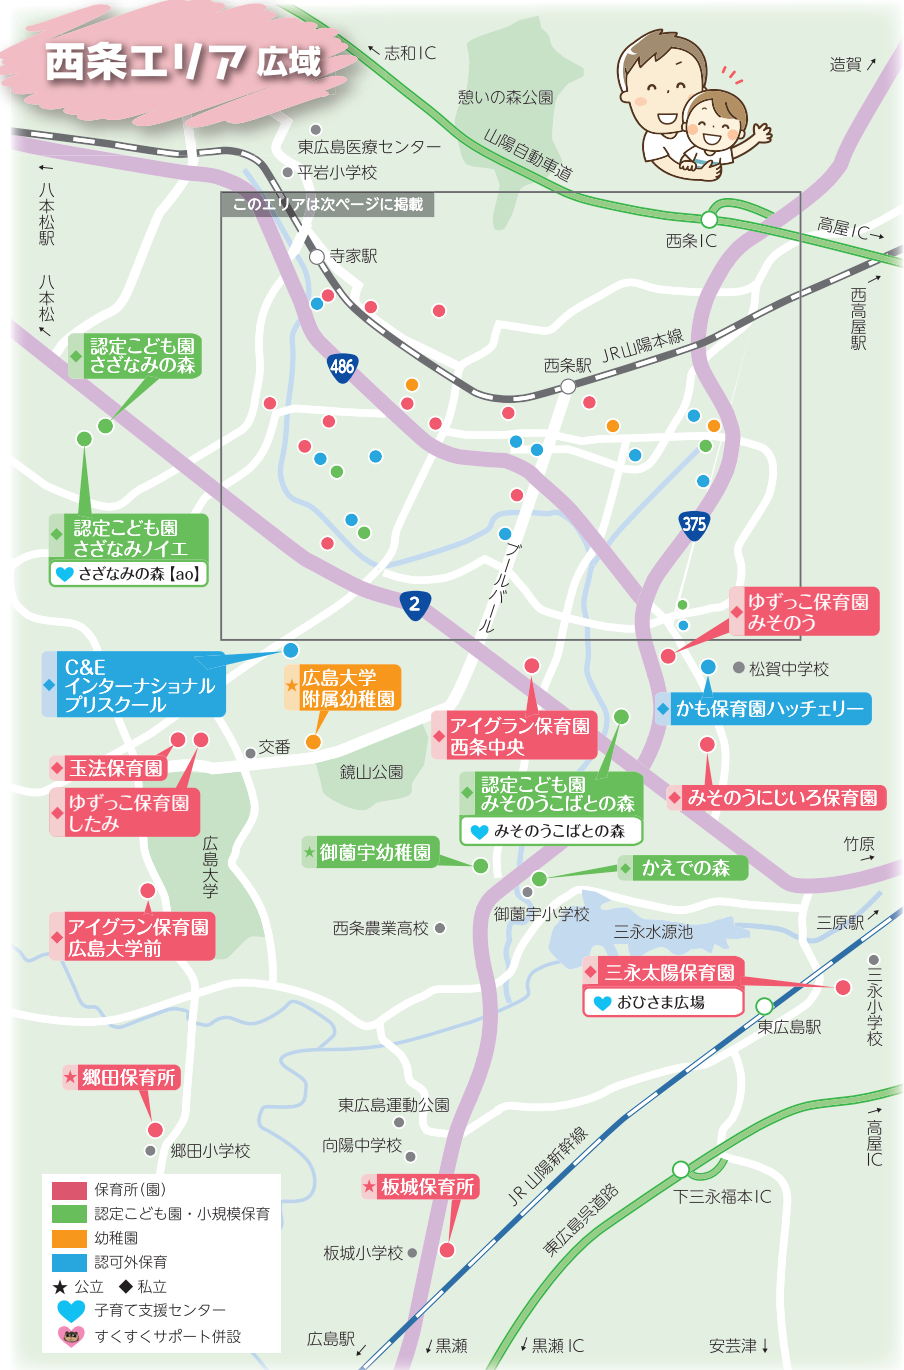 西条エリア 広域
←志和IC
憩いの森公園
造賀
東広島医療センター
平岩小学校
山陽自動車道
←
八本松駅
このエリアは次ページに掲載
西条IC
高屋IC→
寺家駅
八本松
西高屋駅
認定こども園
さざなみの森
486
西条駅
JR山陽本線
認定こども園
さざなみノイエ
さざなみの森【ao】
375
ブールバール
2
ゆずっこ保育園
みそのう
C&E
インターナショナル
プリスクール
広島大学
附属幼稚園
松賀中学校
かも保育園ハッチェリー
アイグラン保育園
西条中央
交番
玉法保育園
鏡山公園
認定こども園
みそのうこばとの森
みそのうこばとの森
みそのうにじいろ保育園
ゆずっこ保育園
したみ
広島大学
御薗宇幼稚園
かえでの森
竹原
→
アイグラン保育園
広島大学前
西条農業高校
御薗宇小学校
三永水源池
三原駅
三永太陽保育園
おひさま広場
三永小学校
東広島駅
郷田保育所
東広島運動公園
郷田小学校
向陽中学校
高屋IC
JR山陽新幹線
板城保育所
下三永福本IC
東広島呉道路
板城小学校
保育所(園)
認定こども園・小規模保育
幼稚園
認可外保育
★ 公立 ◆ 私立
子育て支援センター
すくすくサポート併設
広島駅
↓黒瀬
↓黒瀬 IC
安芸津↓